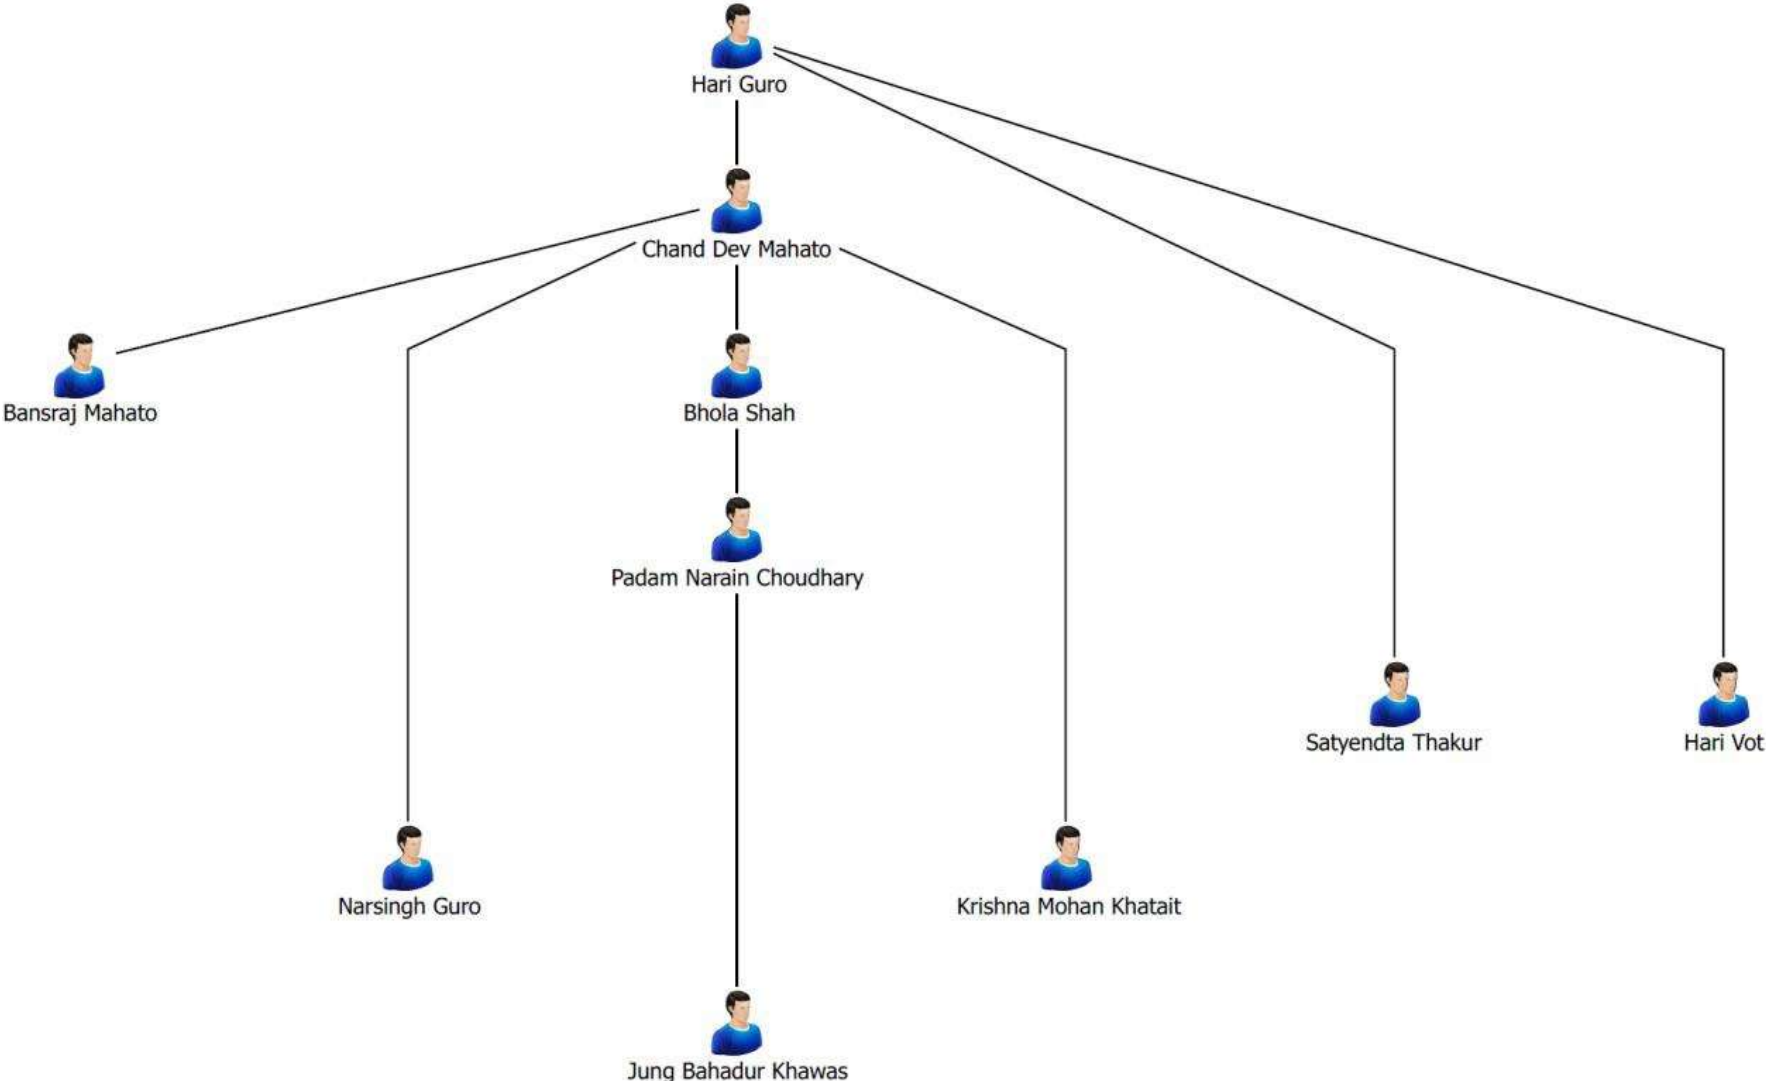 Hari Guro
Chand Dev Mahato
Bansraj Mahato
Bhola Shah
Padam Narain Choudhary
Satyendta Thakur
Hari Vot
Narsingh Guro
Krishna Mohan Khatait
Jung Bahadur Khawas